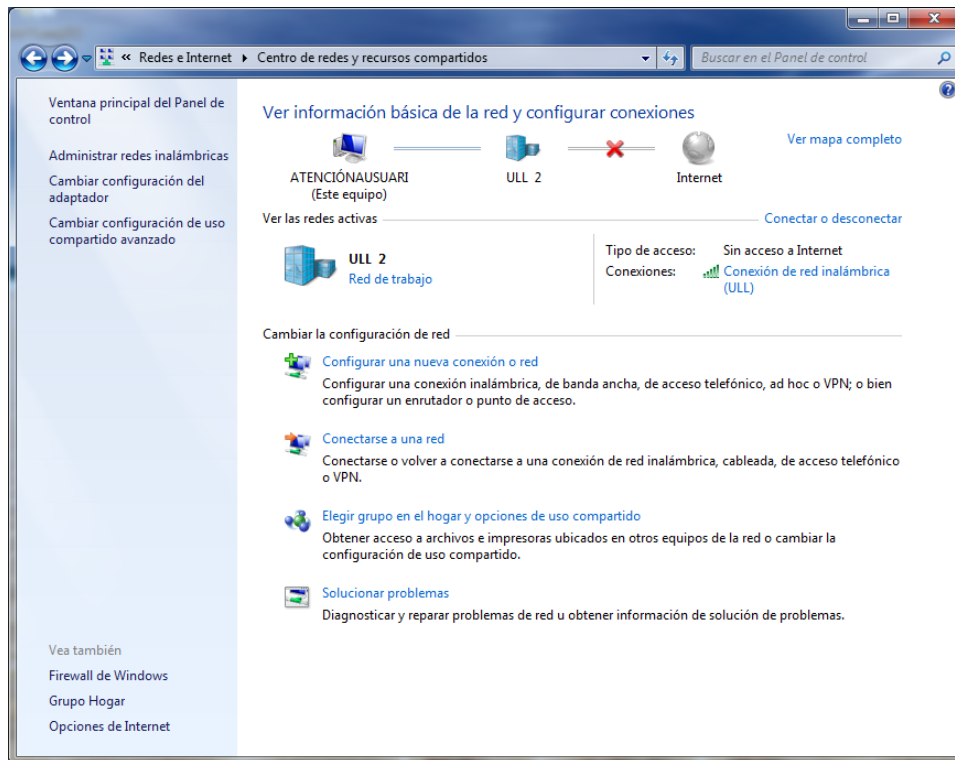 « Redes e Internet ▸ Centro de redes y recursos compartidos
Buscar en el Panel de control
Ventana principal del Panel de
control
Administrar redes inalámbricas
Cambiar configuración del
adaptador
Cambiar configuración de uso
compartido avanzado
Ver información básica de la red y configurar conexiones
Ver mapa completo
ATENCIÓNAUSUARI
(Este equipo)
ULL 2
Internet
Ver las redes activas
Conectar o desconectar
ULL 2
Red de trabajo
Tipo de acceso: Sin acceso a Internet
Conexiones: Conexión de red inalámbrica
(ULL)
Cambiar la configuración de red
Configurar una nueva conexión o red
Configurar una conexión inalámbrica, de banda ancha, de acceso telefónico, ad hoc o VPN; o bien
configurar un enrutador o punto de acceso.
Conectarse a una red
Conectarse o volver a conectarse a una conexión de red inalámbrica, cableada, de acceso telefónico
o VPN.
Elegir grupo en el hogar y opciones de uso compartido
Obtener acceso a archivos e impresoras ubicados en otros equipos de la red o cambiar la
configuración de uso compartido.
Solucionar problemas
Diagnosticar y reparar problemas de red u obtener información de solución de problemas.
Vea también
Firewall de Windows
Grupo Hogar
Opciones de Internet